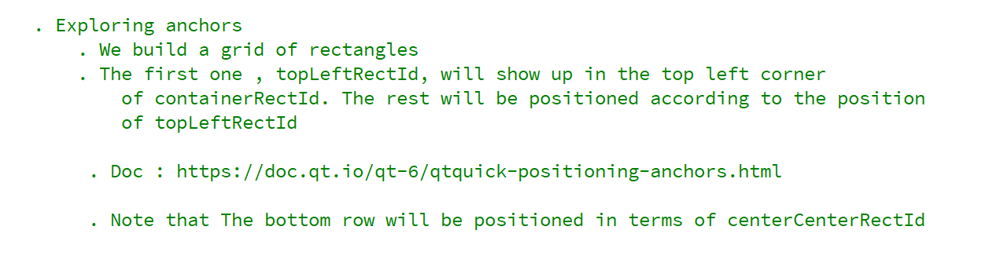 . Exploring anchors
. We build a grid of rectangles
. The first one , topLeftRectId, will show up in the top left corner
of containerRectId. The rest will be positioned according to the position
of topLeftRectId
. Doc : https://doc.qt.io/qt-6/qtquick-positioning-anchors.html
. Note that The bottom row will be positioned in terms of centerCenterRectId